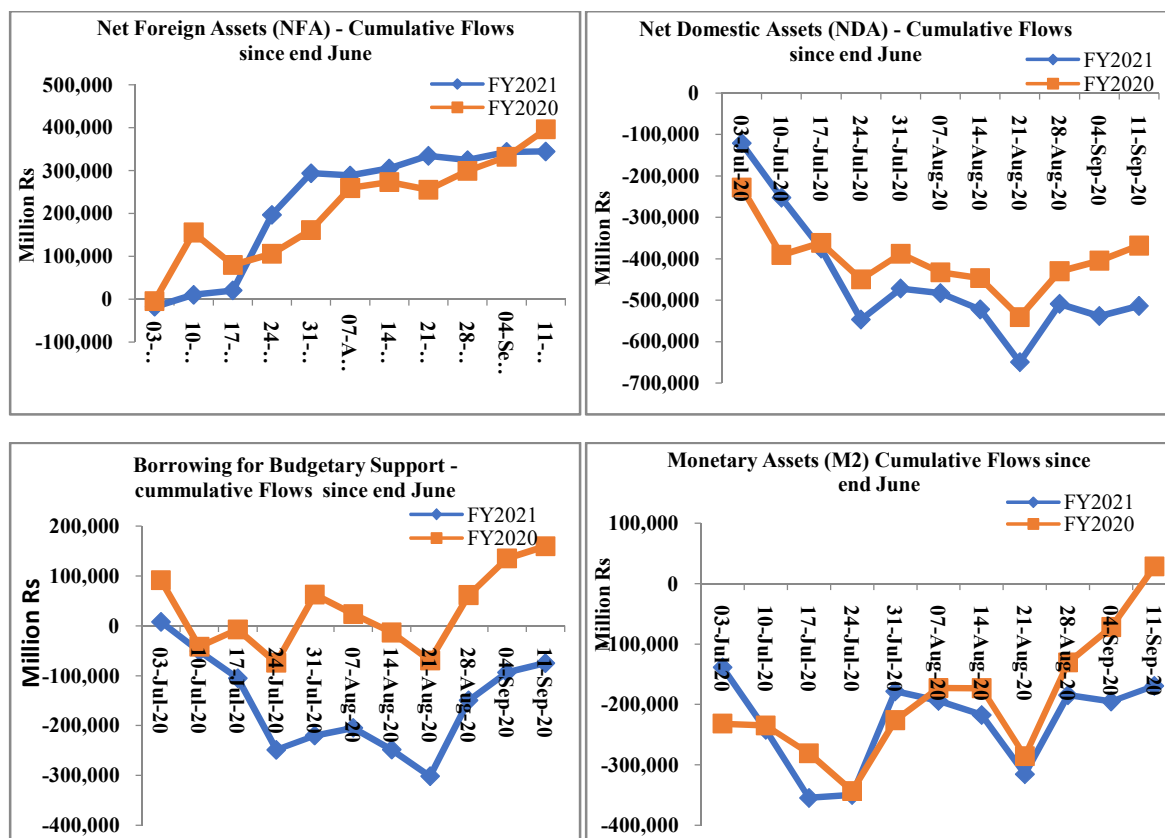 Net Foreign Assets (NFA) - Cumulative Flows
since end June
FY2021
FY2020
Million Rs
500,000
400,000
300,000
200,000
100,000
0
-100,000
03-...
10-...
17-...
24-...
31-...
07-A...
14-...
21-...
28-...
04-Se...
11-...
Net Domestic Assets (NDA) - Cumulative Flows
since end June
FY2021
FY2020
Million Rs
0
-100,000
-200,000
-300,000
-400,000
-500,000
-600,000
-700,000
03-Jul-20
10-Jul-20
17-Jul-20
24-Jul-20
31-Jul-20
07-Aug-20
14-Aug-20
21-Aug-20
28-Aug-20
04-Sep-20
11-Sep-20
Borrowing for Budgetary Support -
cummulative Flows since end June
FY2021
FY2020
Million Rs
200,000
100,000
0
-100,000
-200,000
-300,000
-400,000
03-Jul-20
10-Jul-20
17-Jul-20
24-Jul-20
31-Jul-20
07-Aug-20
14-Aug-20
21-Aug-20
28-Aug-20
04-Sep-20
11-Sep-20
Monetary Assets (M2) Cumulative Flows since
end June
FY2021
FY2020
Million Rs
100,000
0
-100,000
-200,000
-300,000
-400,000
03-Jul-20
10-Jul-20
17-Jul-20
24-Jul-20
31-Jul-20
07-Aug-20
14-Aug-20
21-Aug-20
28-Aug-20
04-Sep-20
11-Sep-20